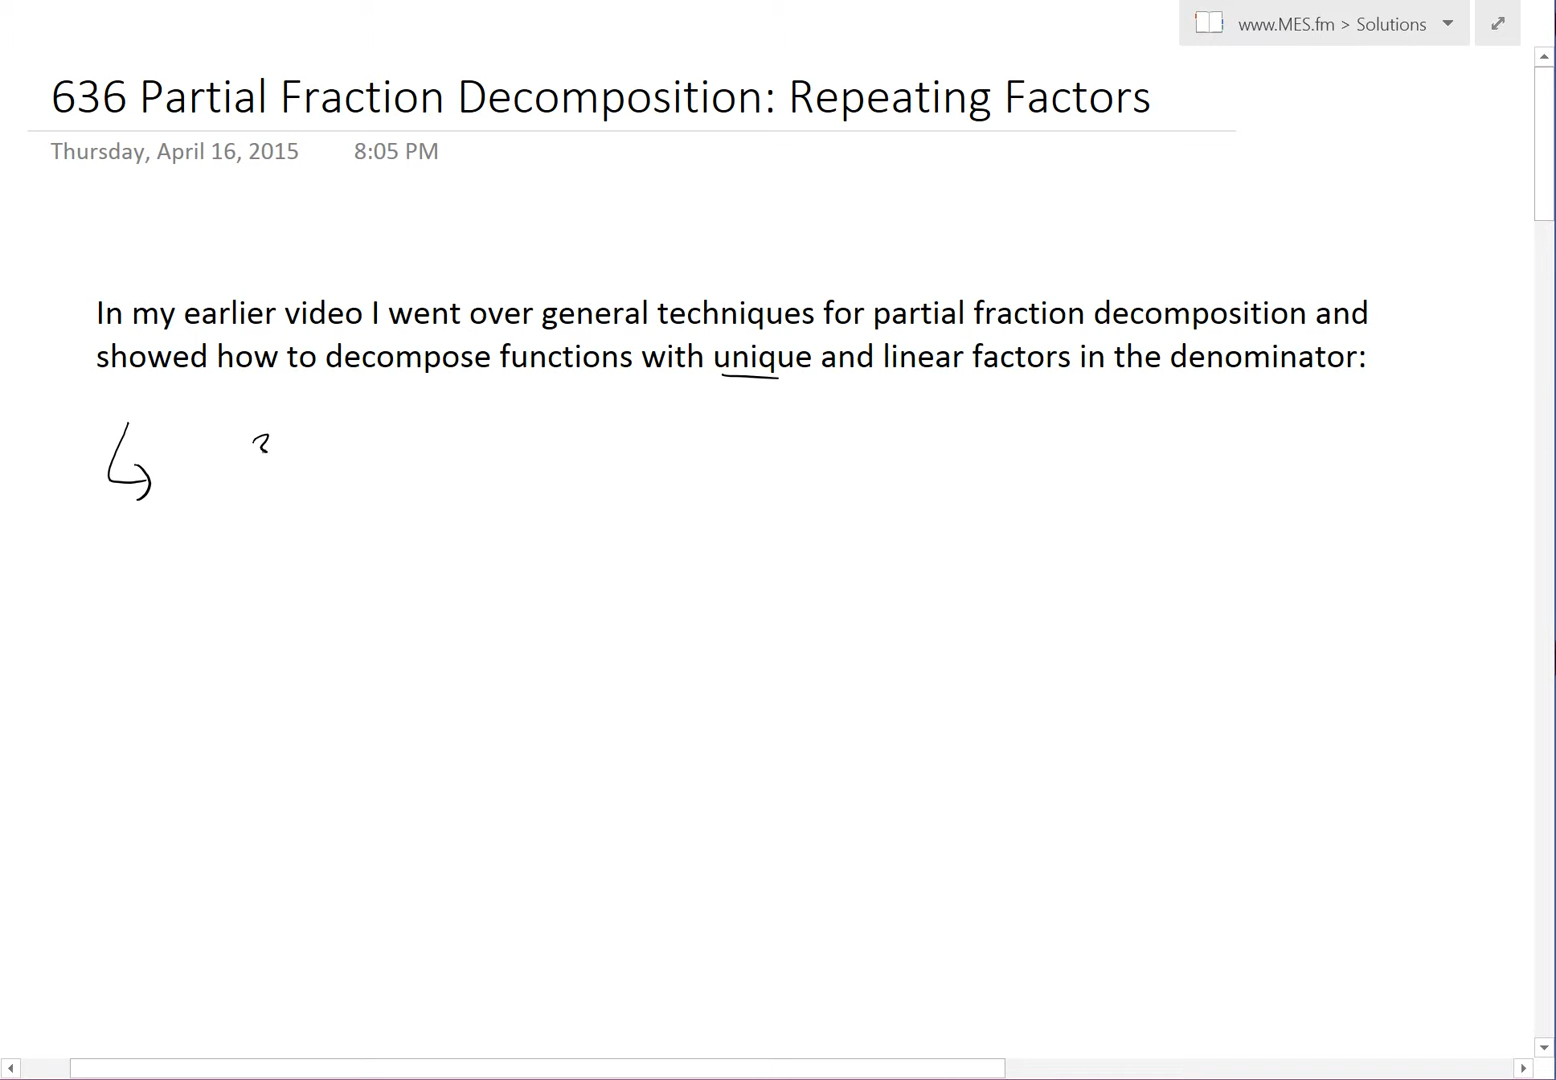 www.MES.fm > Solutions
636 Partial Fraction Decomposition: Repeating Factors
Thursday, April 16, 2015 8:05 PM
In my earlier video I went over general techniques for partial fraction decomposition and
showed how to decompose functions with unique and linear factors in the denominator: